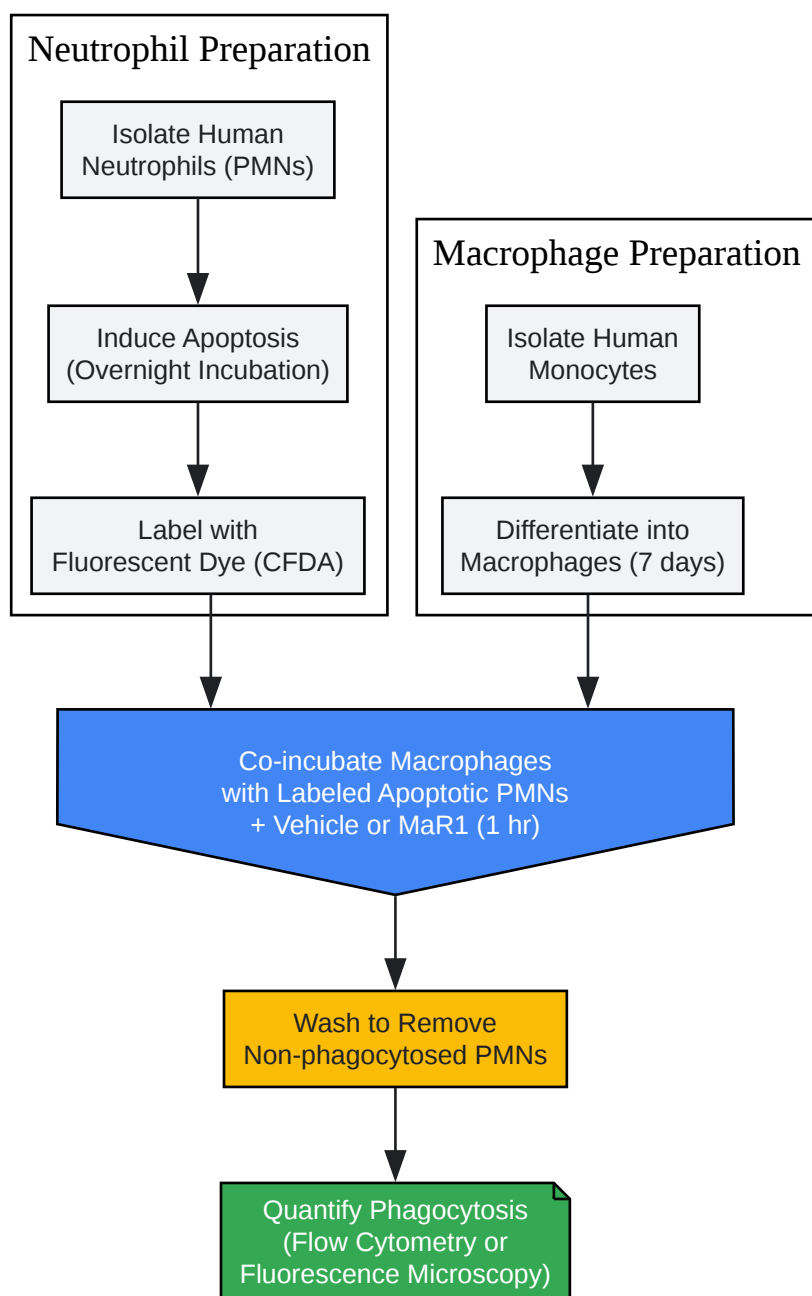 Neutrophil Preparation
Isolate Human
Neutrophils (PMNs)
Induce Apoptosis
(Overnight Incubation)
Label with
Fluorescent Dye (CFDA)
Macrophage Preparation
Isolate Human
Monocytes
Differentiate into
Macrophages (7 days)
Co-incubate Macrophages
with Labeled Apoptotic PMNs
+ Vehicle or MaR1 (1 hr)
Wash to Remove
Non-phagocytosed PMNs
Quantify Phagocytosis
(Flow Cytometry or
Fluorescence Microscopy)